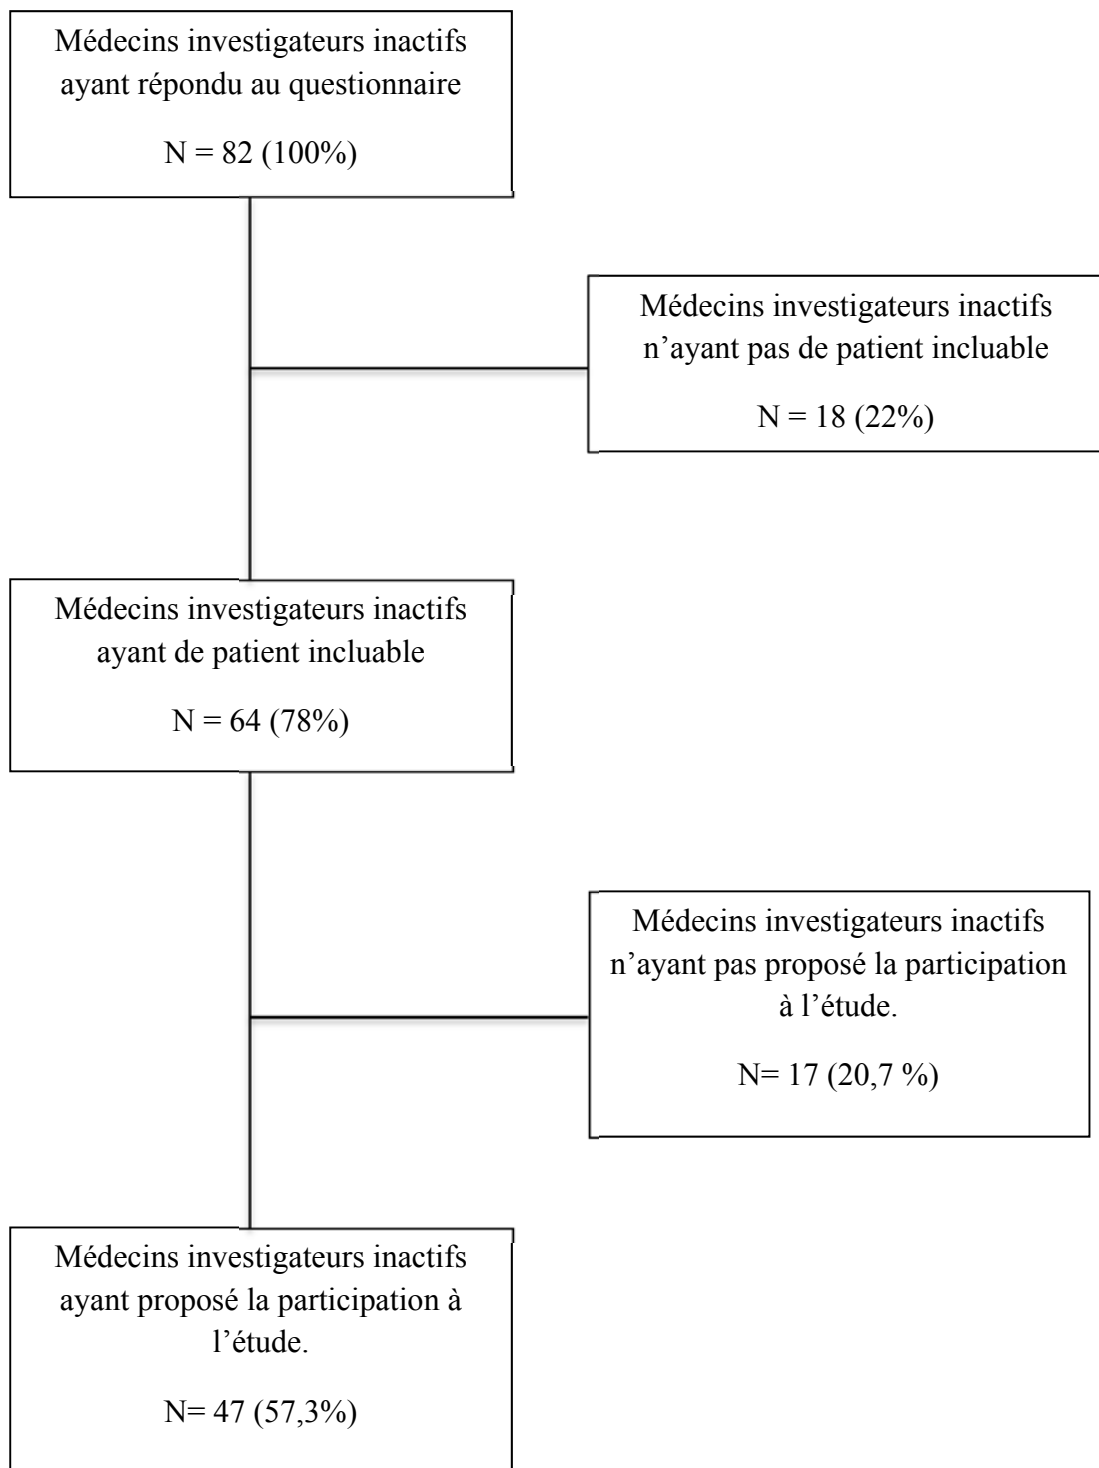 Médecins investigateurs inactifs
ayant répondu au questionnaire
N = 82 (100%)
Médecins investigateurs inactifs
n’ayant pas de patient incluable
N = 18 (22%)
Médecins investigateurs inactifs
ayant de patient incluable
N = 64 (78%)
Médecins investigateurs inactifs
n’ayant pas proposé la participation
à l’étude.
N= 17 (20,7 %)
Médecins investigateurs inactifs
ayant proposé la participation à
l’étude.
N= 47 (57,3%)